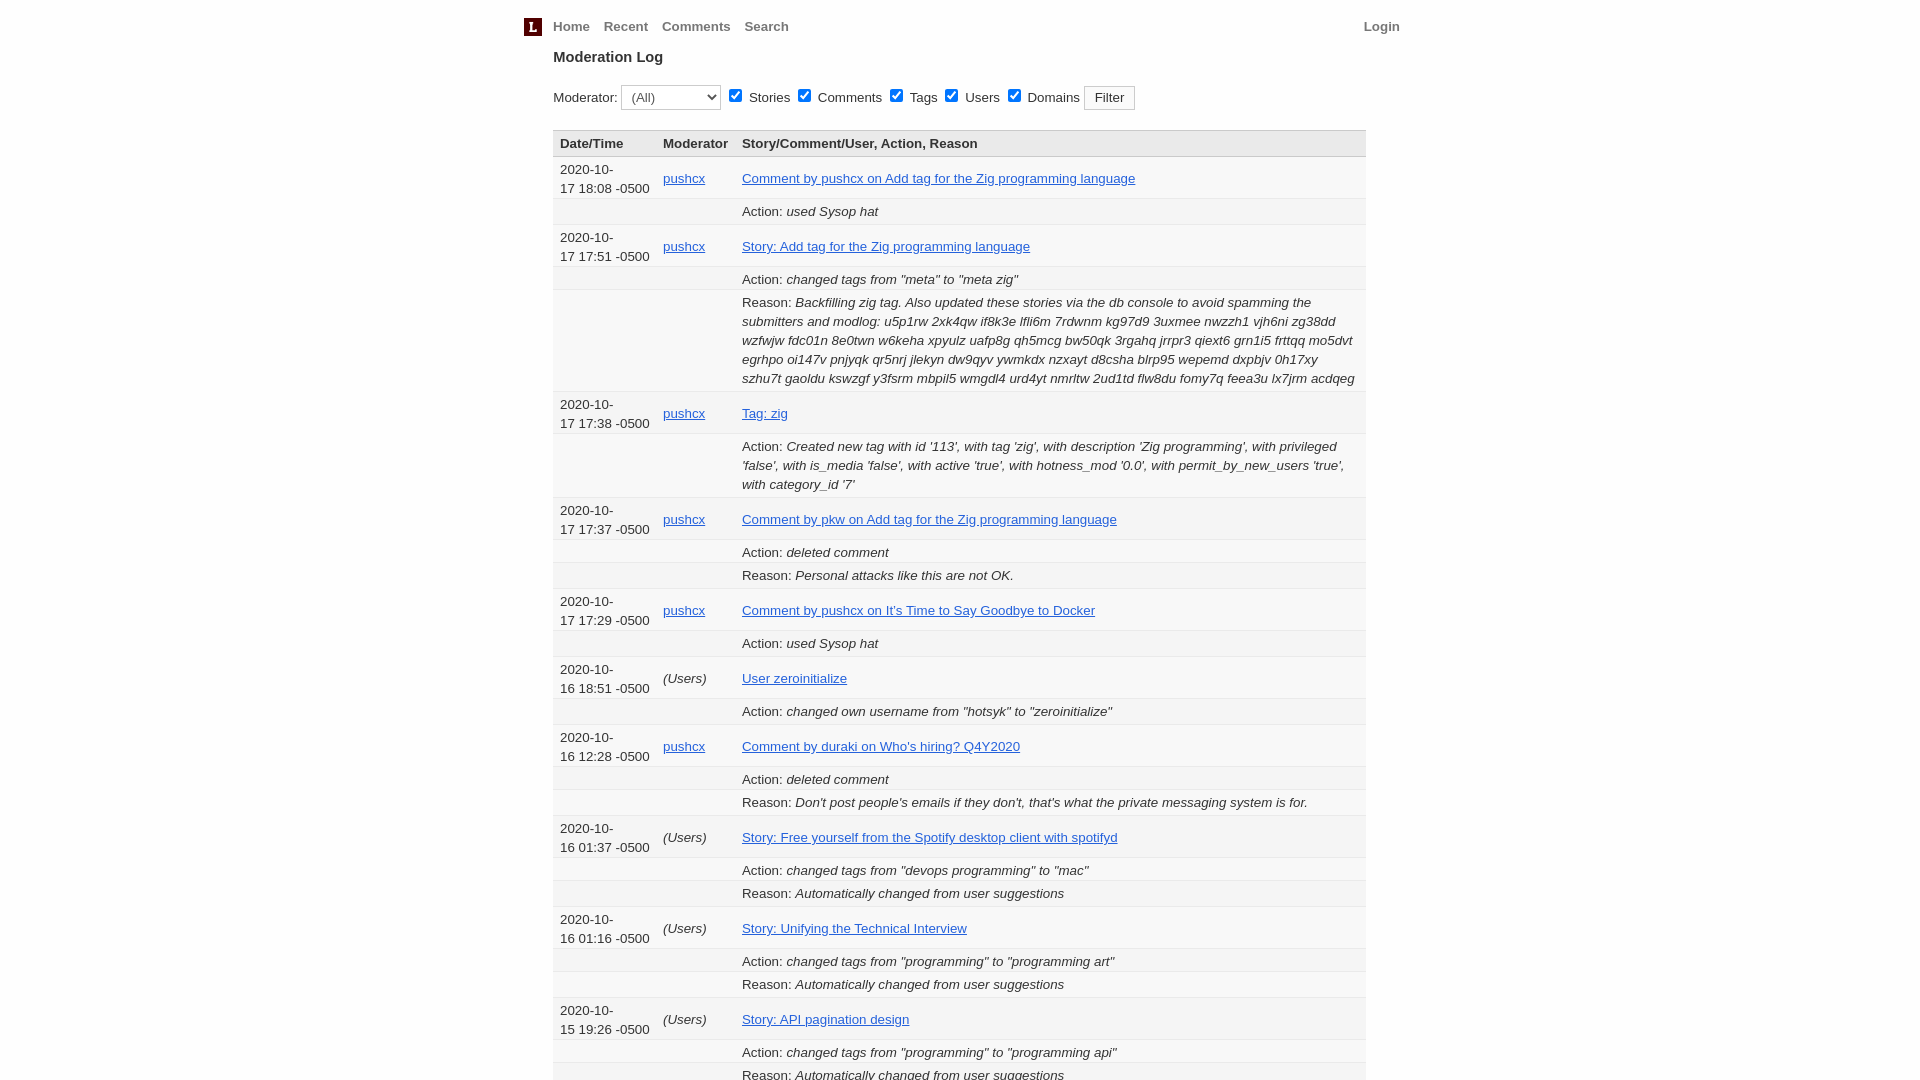 L Home Recent Comments Search Login
Moderation Log
Moderator: (All) Stories Comments Tags Users Domains Filter
Date/Time Moderator Story/Comment/User, Action, Reason
2020-10-
17 18:08 -0500 pushcx Comment by pushcx on Add tag for the Zig programming language
Action: used Sysop hat
2020-10-
17 17:51 -0500 pushcx Story: Add tag for the Zig programming language
Action: changed tags from "meta" to "meta zig"
Reason: Backfilling zig tag. Also updated these stories via the db console to avoid spamming the
submitters and modlog: u5p1rw 2xk4qw if8k3e lfli6m 7rdwnm kg97d9 3uxmee nwzzh1 vjh6ni zg38dd
wzfwjw fdc01n 8e0twn w6keha xpyulz uafp8g qh5mcg bw50qk 3rgahq jrrpr3 qiext6 grn1i5 frttqq mo5dvt
egrhpo oi147v pnjyqk qr5nrj jlekyn dw9qyv ywmkdx nzxayt d8csha blrp95 wepemd dxpbjv 0h17xy
szhu7t gaoldu kswzgf y3fsrm mbpil5 wmgdl4 urd4yt nmrltw 2ud1td flw8du fomy7q feea3u lx7jrm acdqeg
2020-10-
17 17:38 -0500 pushcx Tag: zig
Action: Created new tag with id '113', with tag 'zig', with description 'Zig programming', with privileged
'false', with is_media 'false', with active 'true', with hotness_mod '0.0', with permit_by_new_users 'true',
with category_id '7'
2020-10-
17 17:37 -0500 pushcx Comment by pkw on Add tag for the Zig programming language
Action: deleted comment
Reason: Personal attacks like this are not OK.
2020-10-
17 17:29 -0500 pushcx Comment by pushcx on It's Time to Say Goodbye to Docker
Action: used Sysop hat
2020-10-
16 18:51 -0500 (Users) User zeroinitialize
Action: changed own username from "hotsyk" to "zeroinitialize"
2020-10-
16 12:28 -0500 pushcx Comment by duraki on Who's hiring? Q4Y2020
Action: deleted comment
Reason: Don't post people's emails if they don't, that's what the private messaging system is for.
2020-10-
16 01:37 -0500 (Users) Story: Free yourself from the Spotify desktop client with spotifyd
Action: changed tags from "devops programming" to "mac"
Reason: Automatically changed from user suggestions
2020-10-
16 01:16 -0500 (Users) Story: Unifying the Technical Interview
Action: changed tags from "programming" to "programming art"
Reason: Automatically changed from user suggestions
2020-10-
15 19:26 -0500 (Users) Story: API pagination design
Action: changed tags from "programming" to "programming api"
Reason: Automatically changed from user suggestions